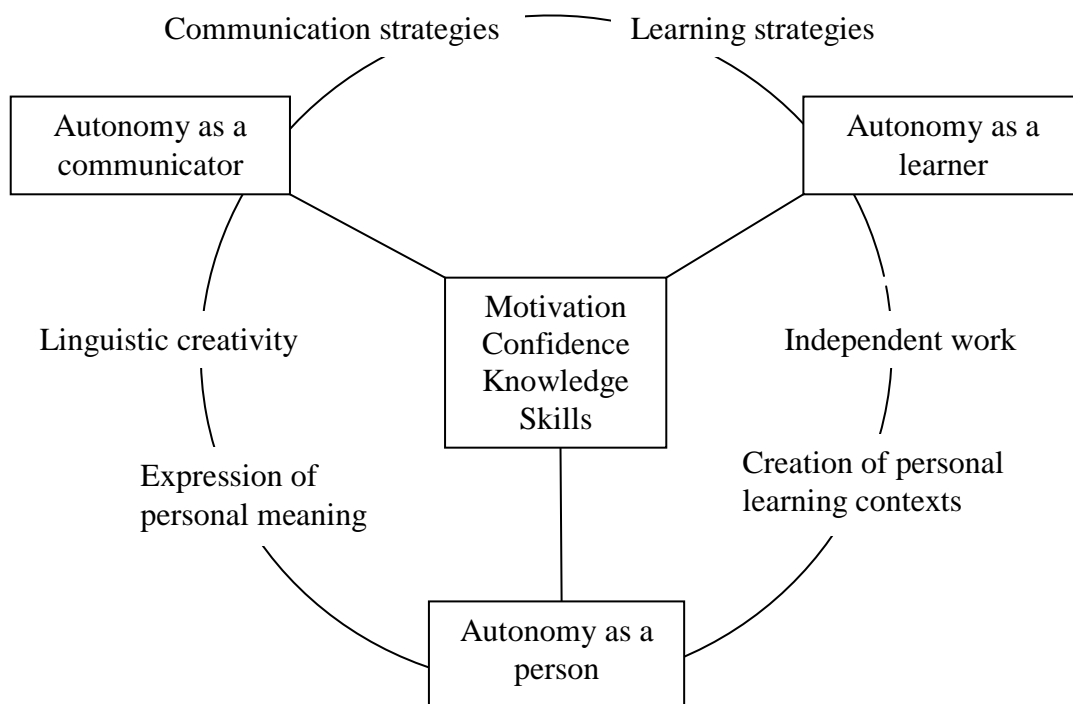 Communication strategies
Learning strategies
Autonomy as a
communicator
Autonomy as a
learner
Motivation
Confidence
Knowledge
Skills
Linguistic creativity
Independent work
Expression of
personal meaning
Creation of personal
learning contexts
Autonomy as a
person